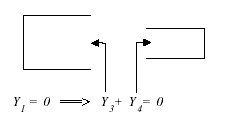 Y₁ = 0 ⟹ Y₃ + Y₄ = 0